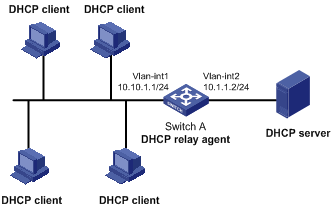 DHCP client
DHCP client
Vlan-int1
10.10.1.1/24
Vlan-int2
10.1.1.2/24
SWITCH
Switch A
DHCP relay agent
DHCP server
DHCP client
DHCP client